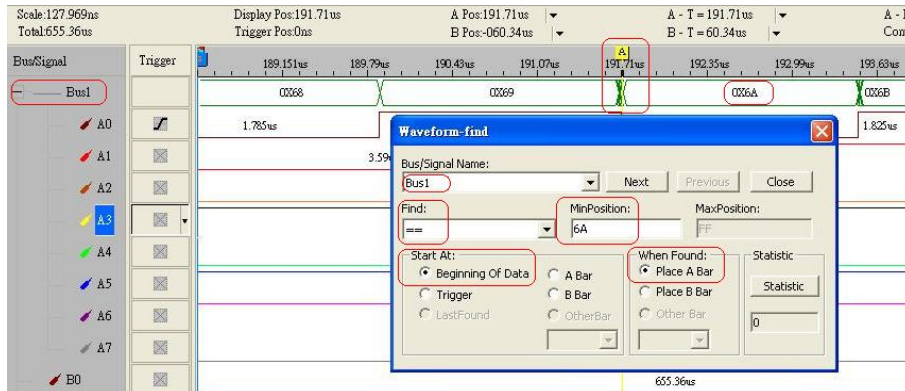 Scale:127.969ns Display Pos:191.71us A Pos:191.71us A - T = 191.71us A -
Total:655.36us Trigger Pos:0ns B Pos:-060.34us B - T = 60.34us Con
Bus/Signal Trigger 189.151us 189.79us 190.43us 191.07us A 191.71us 192.35us 192.99us 193.63us
Bus1 0X68 0X69 0X6A 0X6B
A0 1.785us 1.825us
A1 3.59
A2
A3
A4
A5
A6
A7
B0 655.36us
Waveform-find
Bus/Signal Name:
Bus1 Next Previous Close
Find: MinPosition: MaxPosition:
== 6A FF
Start At: When Found: Statistic
Beginning Of Data A Bar Place A Bar
Trigger B Bar Place B Bar Statistic
LastFound OtherBar Other Bar
0